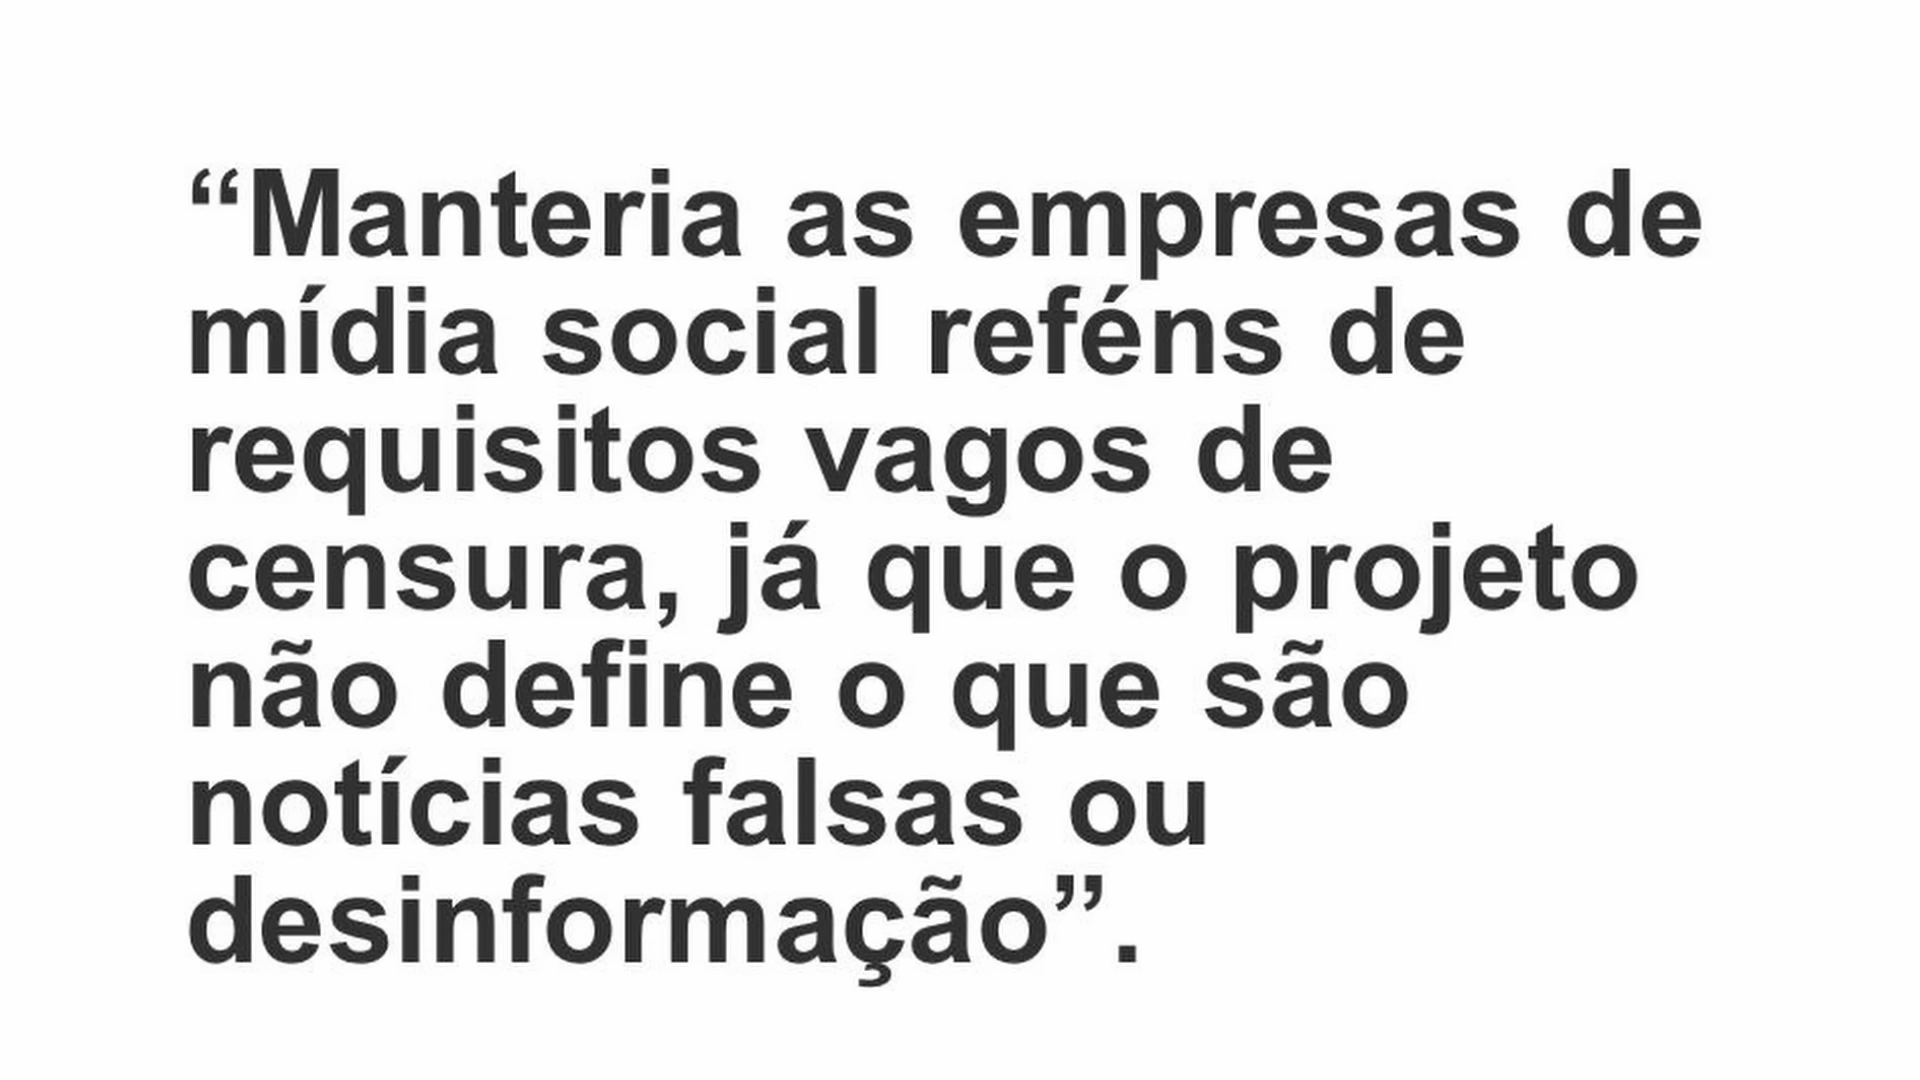 “Manteria as empresas de
mídia social reféns de
requisitos vagos de
censura, já que o projeto
não define o que são
notícias falsas ou
desinformação”.